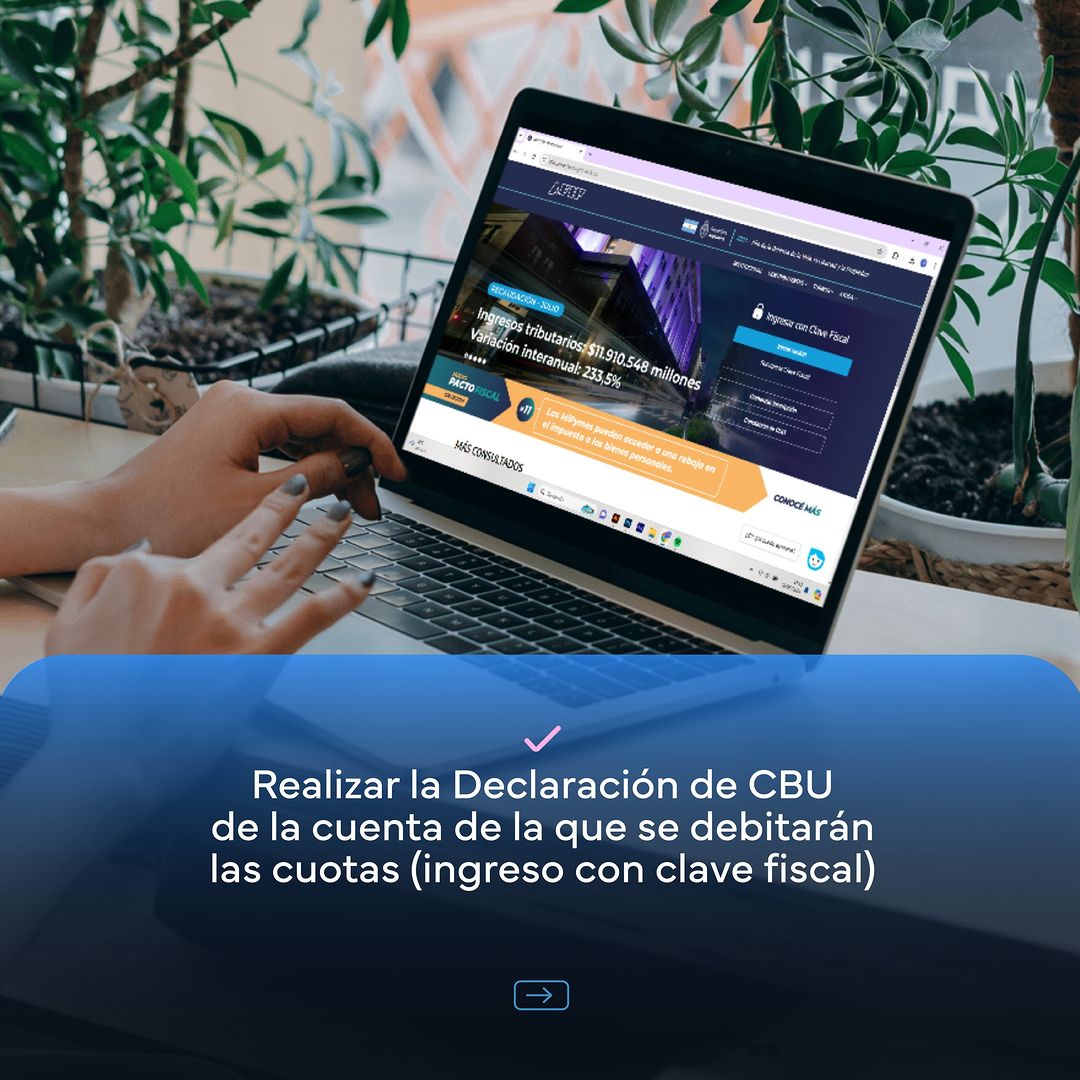 AFIP
INSTITUCIONAL
Ingresar con Clave Fiscal
RECAUDACIÓN - JULIO
Ingresos tributarios: $11.910.548 millones
Variación interanual: 233,5%
PACTO FISCAL
#11
Las MiPymes pueden acceder a una rebaja en
el impuesto a los bienes personales.
CONOCÉ MÁS
MÁS CONSULTADOS
Realizar la Declaración de CBU
de la cuenta de la que se debitarán
las cuotas (ingreso con clave fiscal)